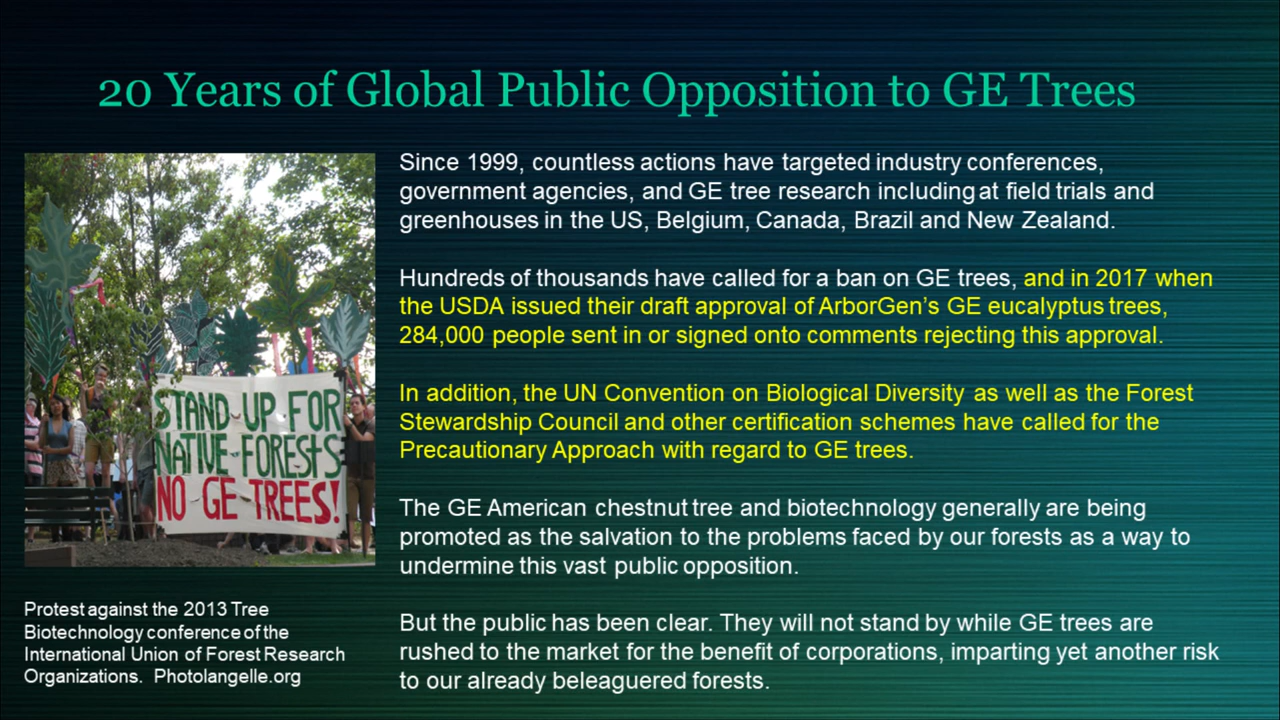 20 Years of Global Public Opposition to GE Trees
STAND UP FOR
NATIVE FORESTS
NO GE TREES!
Protest against the 2013 Tree
Biotechnology conference of the
International Union of Forest Research
Organizations.  Photolangelle.org
Since 1999, countless actions have targeted industry conferences,
government agencies, and GE tree research including at field trials and
greenhouses in the US, Belgium, Canada, Brazil and New Zealand.
Hundreds of thousands have called for a ban on GE trees, and in 2017 when
the USDA issued their draft approval of ArborGen's GE eucalyptus trees,
284,000 people sent in or signed onto comments rejecting this approval.
In addition, the UN Convention on Biological Diversity as well as the Forest
Stewardship Council and other certification schemes have called for the
Precautionary Approach with regard to GE trees.
The GE American chestnut tree and biotechnology generally are being
promoted as the salvation to the problems faced by our forests as a way to
undermine this vast public opposition.
But the public has been clear. They will not stand by while GE trees are
rushed to the market for the benefit of corporations, imparting yet another risk
to our already beleaguered forests.